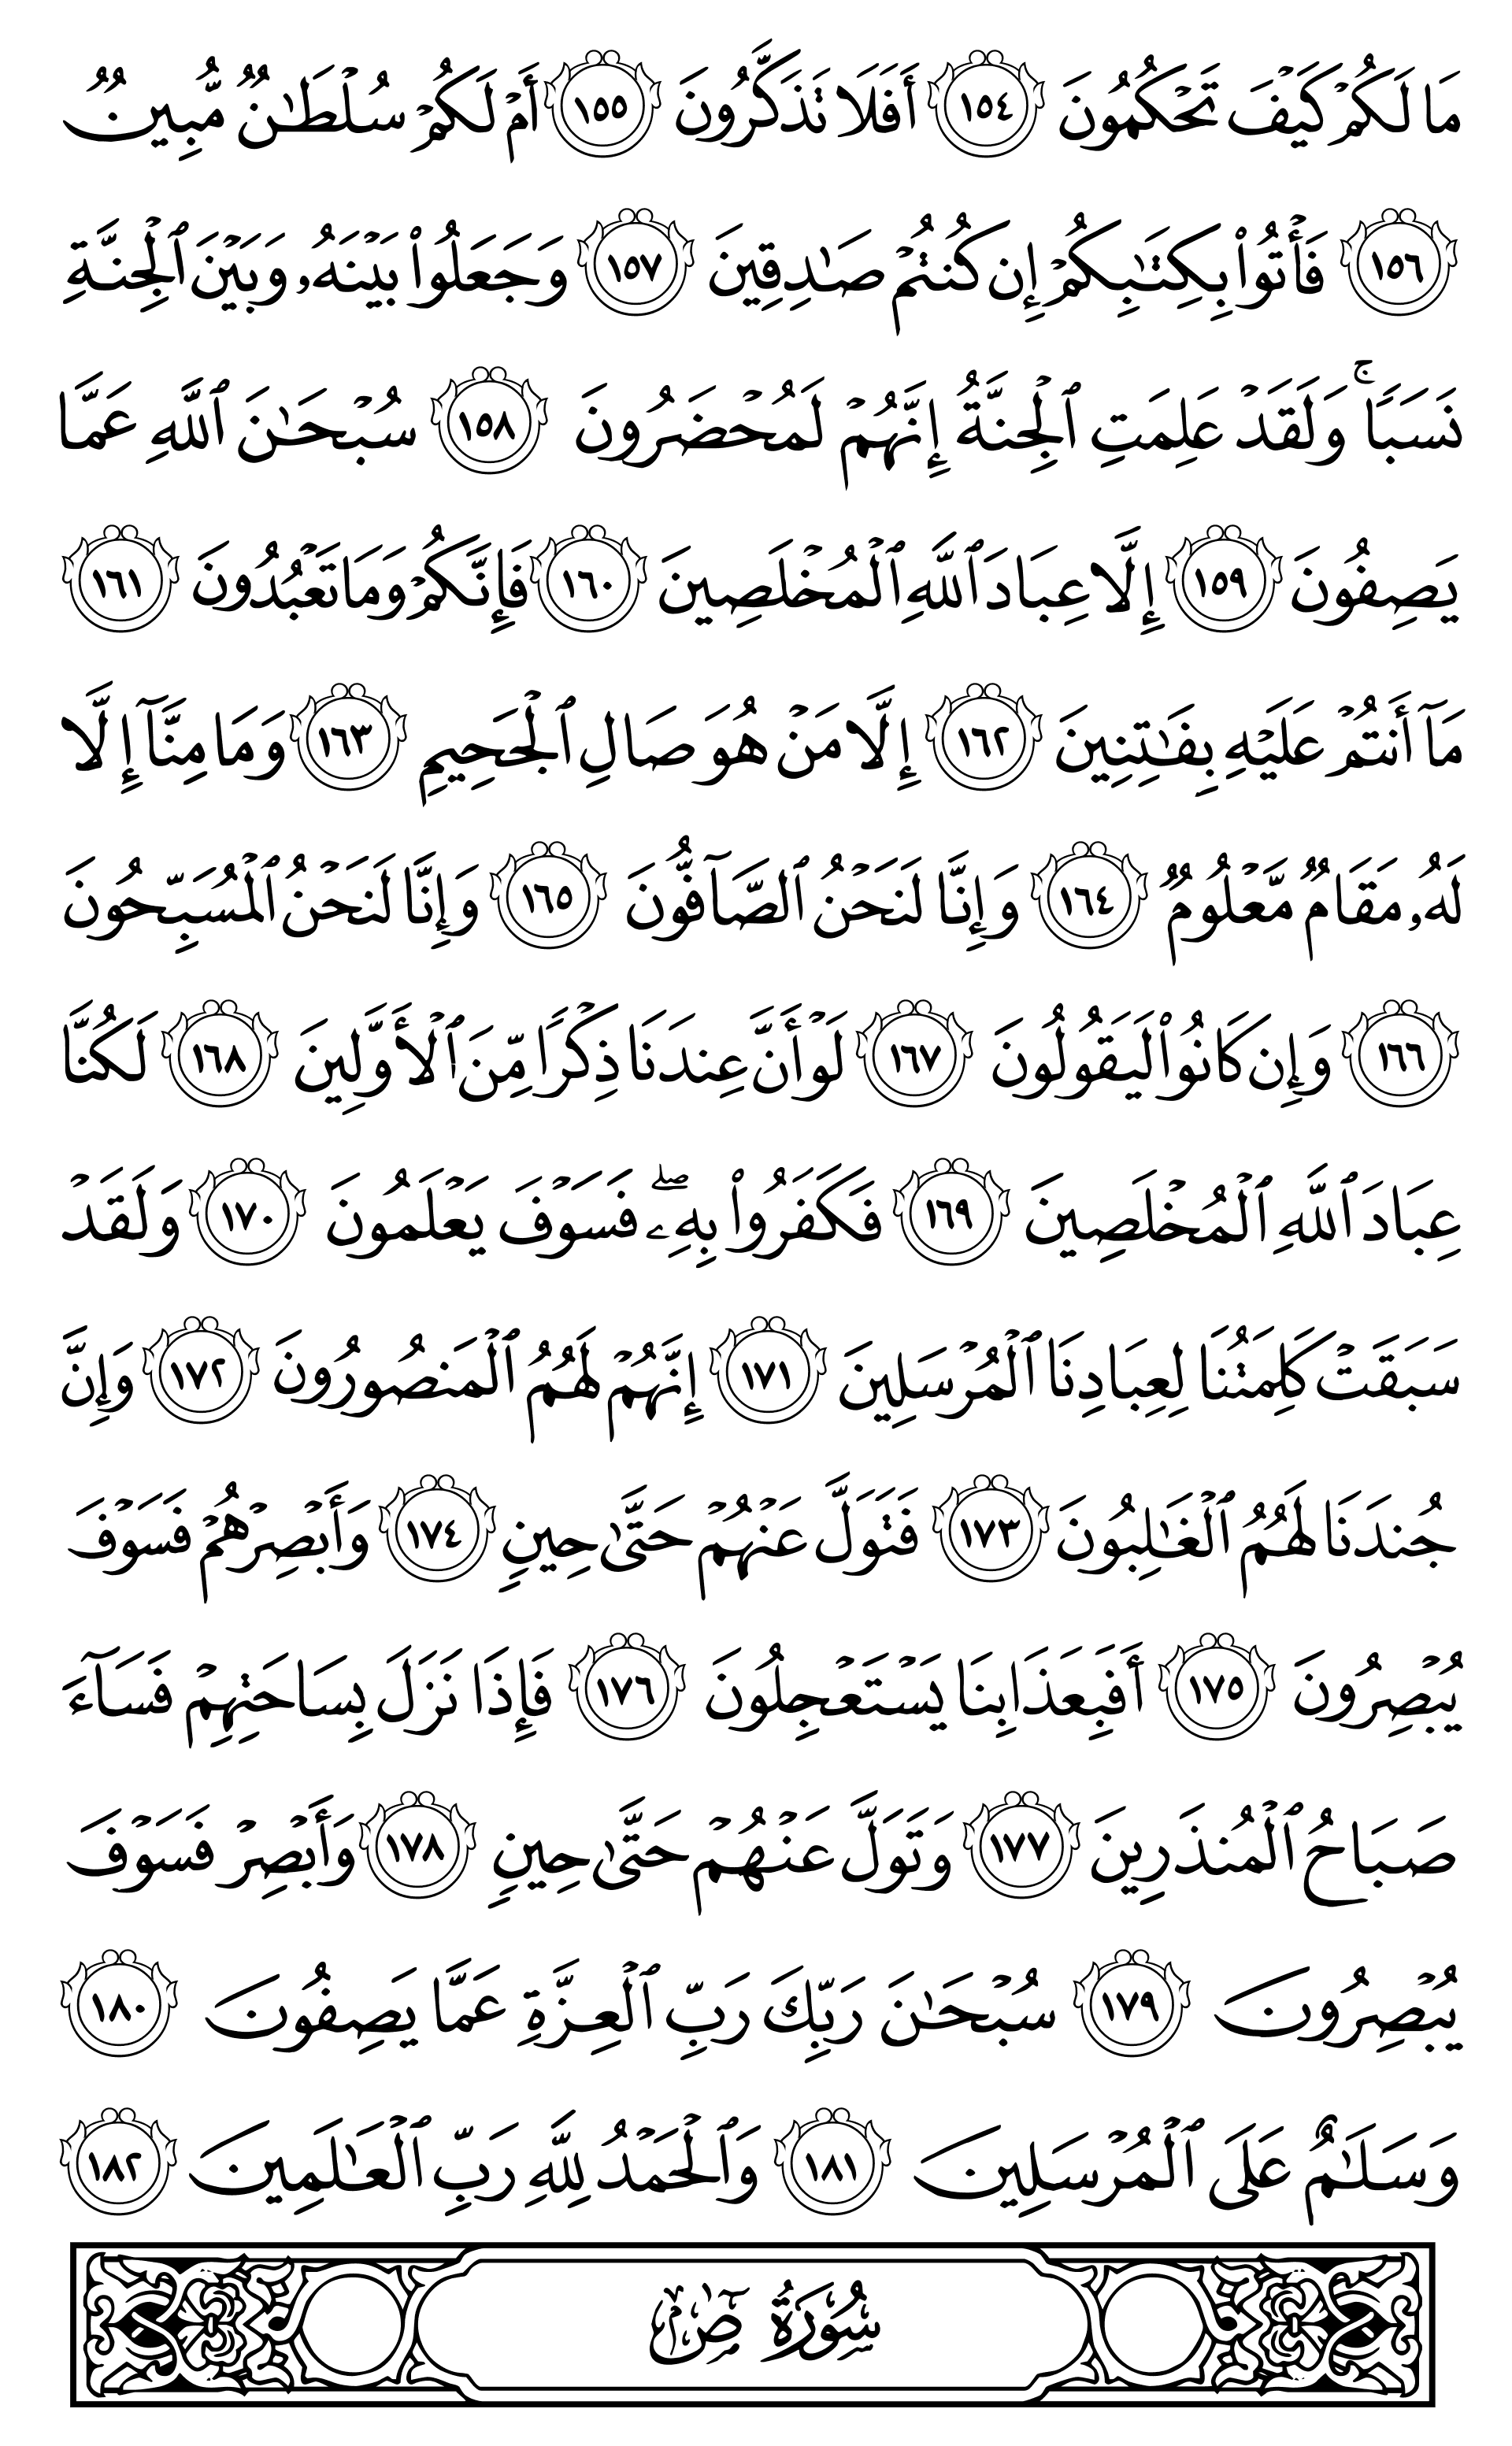 مَا لَكُمْ كَيْفَ تَحْكُمُونَ ١٥٤ أَفَلَا تَذَكَّرُونَ ١٥٥ أَمْ لَكُمْ سُلْطَـٰنٌ مُّبِينٌ
١٥٦ فَأْتُوا۟ بِكِتَـٰبِكُمْ إِن كُنتُمْ صَـٰدِقِينَ ١٥٧ وَجَعَلُوا۟ بَيْنَهُۥ وَبَيْنَ ٱلْجِنَّةِ
نَسَبًا ۚ وَلَقَدْ عَلِمَتِ ٱلْجِنَّةُ إِنَّهُمْ لَمُحْضَرُونَ ١٥٨ سُبْحَـٰنَ ٱللَّهِ عَمَّا
يَصِفُونَ ١٥٩ إِلَّا عِبَادَ ٱللَّهِ ٱلْمُخْلَصِينَ ١٦٠ فَإِنَّكُمْ وَمَا تَعْبُدُونَ ١٦١
مَآ أَنتُمْ عَلَيْهِ بِفَـٰتِنِينَ ١٦٢ إِلَّا مَنْ هُوَ صَالِ ٱلْجَحِيمِ ١٦٣ وَمَا مِنَّآ إِلَّا
لَهُۥ مَقَامٌ مَّعْلُومٌ ١٦٤ وَإِنَّا لَنَحْنُ ٱلصَّآفُّونَ ١٦٥ وَإِنَّا لَنَحْنُ ٱلْمُسَبِّحُونَ
١٦٦ وَإِن كَانُوا۟ لَيَقُولُونَ ١٦٧ لَوْ أَنَّ عِندَنَا ذِكْرًا مِّنَ ٱلْأَوَّلِينَ ١٦٨ لَكُنَّا
عِبَادَ ٱللَّهِ ٱلْمُخْلَصِينَ ١٦٩ فَكَفَرُوا۟ بِهِۦ ۖ فَسَوْفَ يَعْلَمُونَ ١٧٠ وَلَقَدْ
سَبَقَتْ كَلِمَتُنَا لِعِبَادِنَا ٱلْمُرْسَلِينَ ١٧١ إِنَّهُمْ لَهُمُ ٱلْمَنصُورُونَ ١٧٢ وَإِنَّ
جُندَنَا لَهُمُ ٱلْغَـٰلِبُونَ ١٧٣ فَتَوَلَّ عَنْهُمْ حَتَّىٰ حِينٍ ١٧٤ وَأَبْصِرْهُمْ فَسَوْفَ
يُبْصِرُونَ ١٧٥ أَفَبِعَذَابِنَا يَسْتَعْجِلُونَ ١٧٦ فَإِذَا نَزَلَ بِسَاحَتِهِمْ فَسَآءَ
صَبَاحُ ٱلْمُنذَرِينَ ١٧٧ وَتَوَلَّ عَنْهُمْ حَتَّىٰ حِينٍ ١٧٨ وَأَبْصِرْ فَسَوْفَ
يُبْصِرُونَ ١٧٩ سُبْحَـٰنَ رَبِّكَ رَبِّ ٱلْعِزَّةِ عَمَّا يَصِفُونَ ١٨٠
وَسَلَـٰمٌ عَلَى ٱلْمُرْسَلِينَ ١٨١ وَٱلْحَمْدُ لِلَّهِ رَبِّ ٱلْعَـٰلَمِينَ ١٨٢
سُورَةُ صٓ